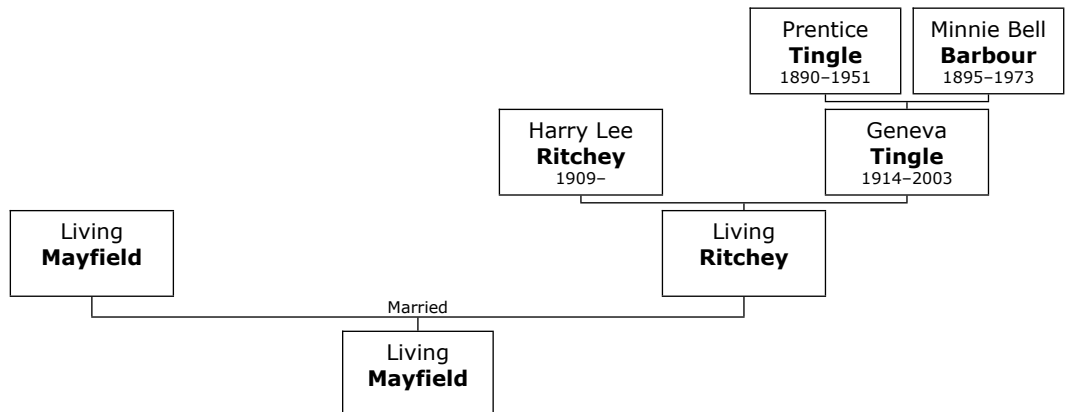 Prentice
Tingle
1890–1951
Minnie Bell
Barbour
1895–1973
Harry Lee
Ritchey
1909–
Geneva
Tingle
1914–2003
Living
Mayfield
Living
Ritchey
Married
Living
Mayfield